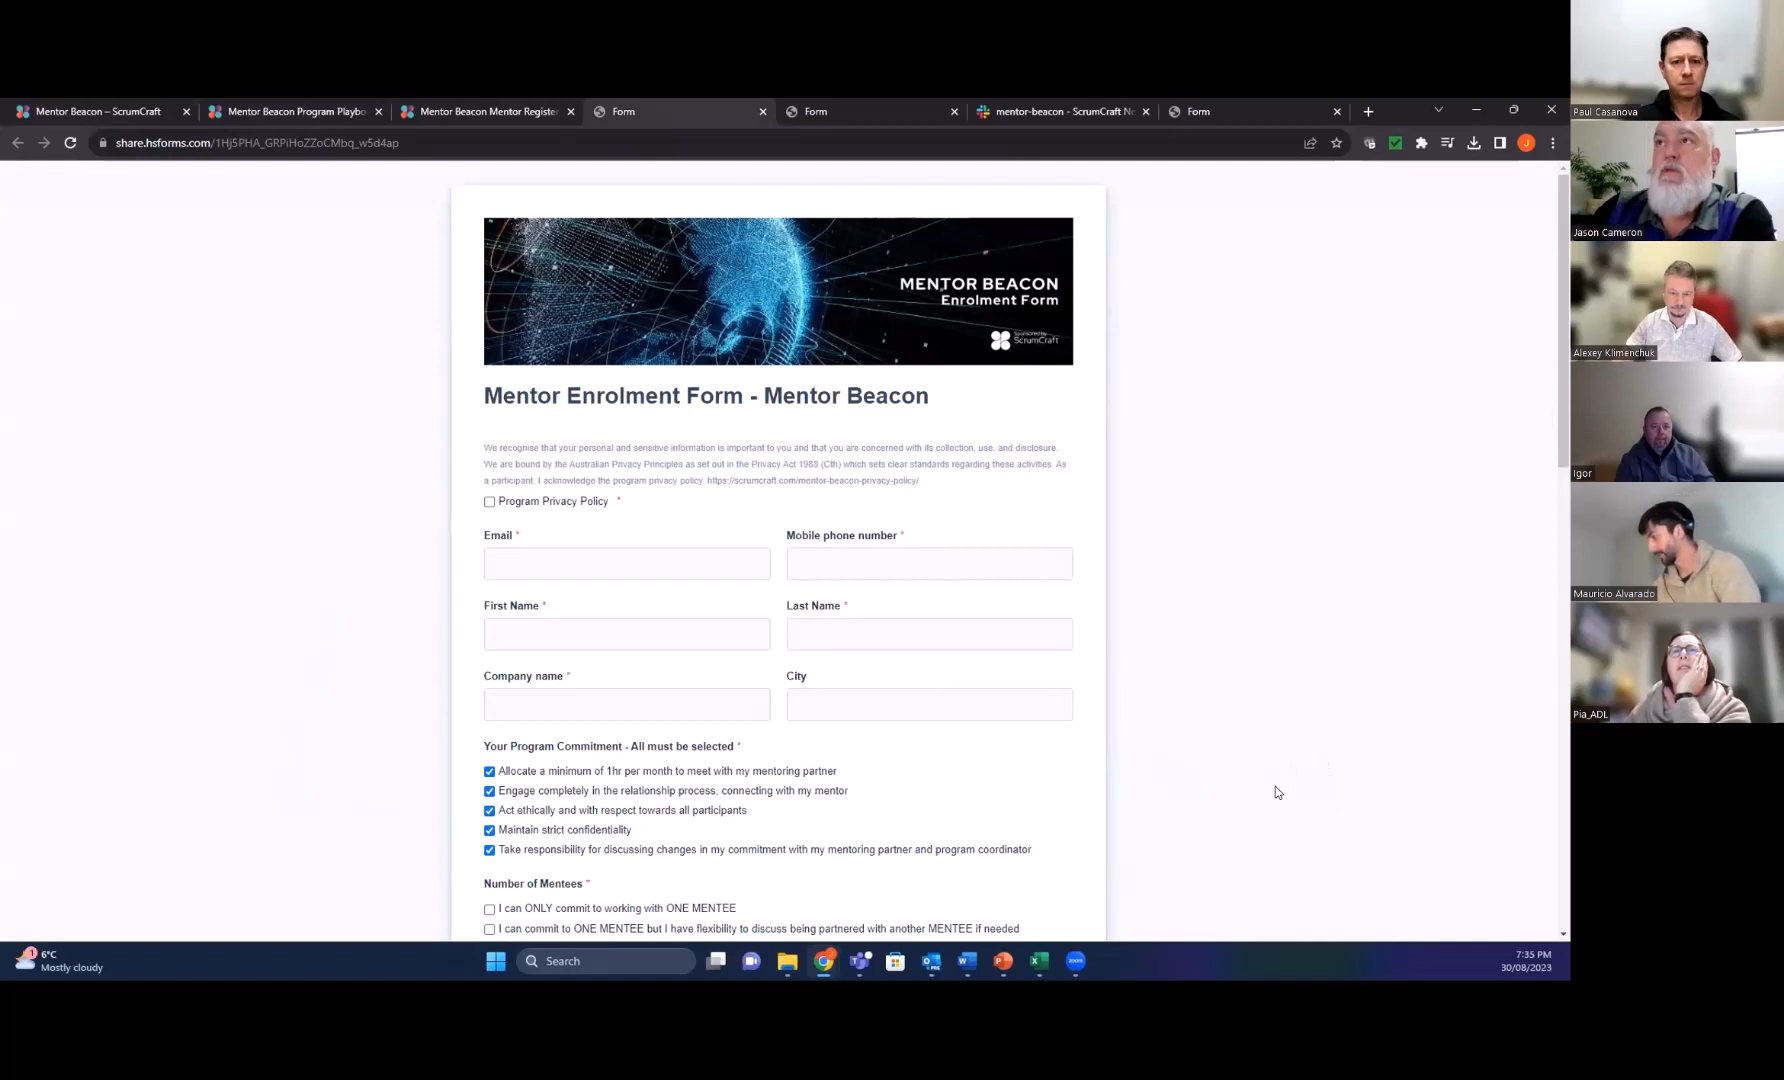 Mentor Beacon – ScrumCraft
Mentor Beacon Program Playbo
Mentor Beacon Mentor Register
Form
Form
mentor-beacon - ScrumCraft Ne
Form
share.hsforms.com/1Hj5PHA_GRPiHoZZoCMbq_w5d4ap
J
MENTOR BEACON
Enrolment Form
Sponsored by
ScrumCraft
Mentor Enrolment Form - Mentor Beacon
We recognise that your personal and sensitive information is important to you and that you are concerned with its collection, use, and disclosure.
We are bound by the Australian Privacy Principles as set out in the Privacy Act 1988 (Cth) which sets clear standards regarding these activities. As
a participant, I acknowledge the program privacy policy. https://scrumcraft.com/mentor-beacon-privacy-policy/
Program Privacy Policy *
Email *
Mobile phone number *
First Name *
Last Name *
Company name *
City
Your Program Commitment - All must be selected *
Allocate a minimum of 1hr per month to meet with my mentoring partner
Engage completely in the relationship process, connecting with my mentor
Act ethically and with respect towards all participants
Maintain strict confidentiality
Take responsibility for discussing changes in my commitment with my mentoring partner and program coordinator
Number of Mentees *
I can ONLY commit to working with ONE MENTEE
I can commit to ONE MENTEE but I have flexibility to discuss being partnered with another MENTEE if needed
1
6°C
Mostly cloudy
Search
7:35 PM
30/08/2023
Paul Casanova
Jason Cameron
Alexey Klimenchuk
Igor
Mauricio Alvarado
Pia_ADL